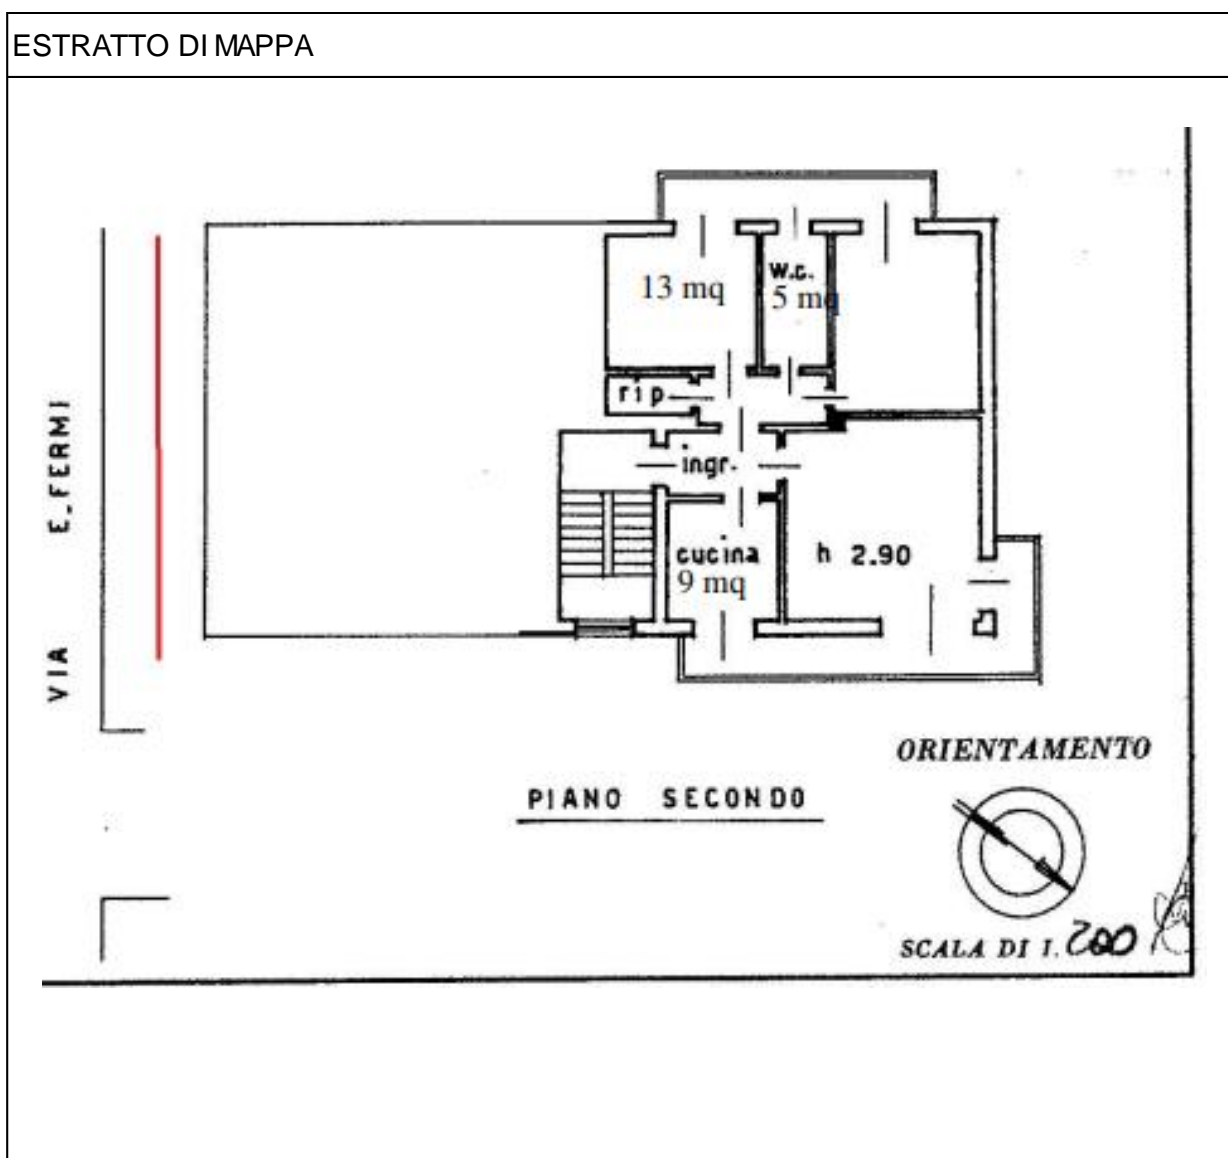 ESTRATTO DI MAPPA
13 mq
w.c.
5 mq
rip
ingr.
cucina
9 mq
h 2.90
VIA E. FERMI
PIANO SECONDO
ORIENTAMENTO
SCALA DI 1. 200